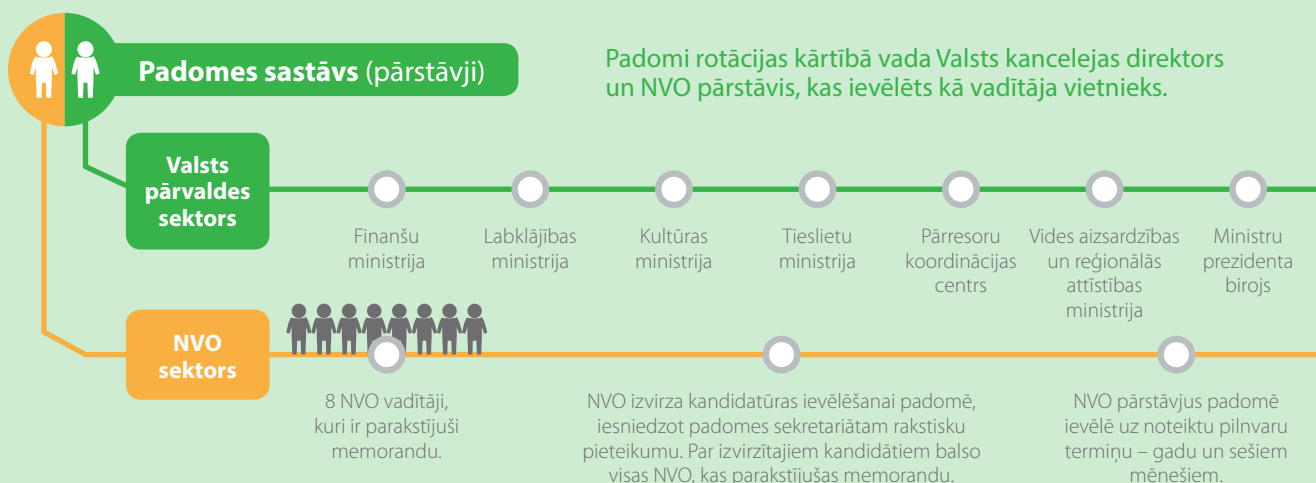 Padomes sastāvs (pārstāvji)
Padomi rotācijas kārtībā vada Valsts kancelejas direktors
un NVO pārstāvis, kas ievēlēts kā vadītāja vietnieks.
Valsts
pārvaldes
sektors
Finanšu
ministrija
Labklājības
ministrija
Kultūras
ministrija
Tieslietu
ministrija
Pārresoru
koordinācijas
centrs
Vides aizsardzības
un reģionālās
attīstības
ministrija
Ministru
prezidenta
birojs
NVO
sektors
8 NVO vadītāji,
kuri ir parakstījuši
memorandu.
NVO izvirza kandidatūras ievēlēšanai padomē,
iesniedzot padomes sekretariātam rakstisku
pieteikumu. Par izvirzītajiem kandidātiem balso
visas NVO, kas parakstījušas memorandu.
NVO pārstāvjus padomē
ievēlē uz noteiktu pilnvaru
termiņu – gadu un sešiem
mēnešiem.